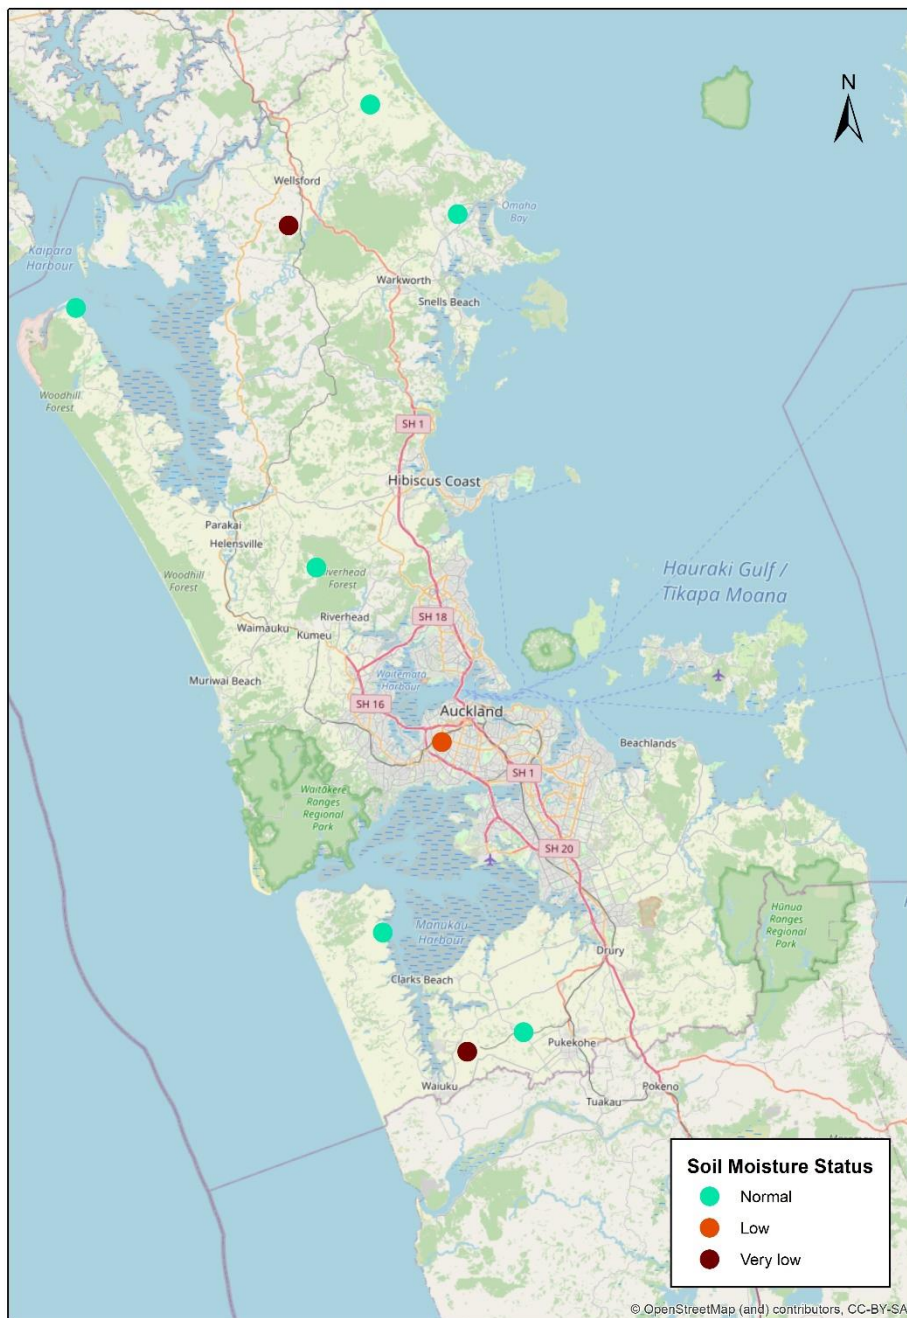 N
Wellsford
Omaha
Bay
Kaipara
Harbour
Warkworth
Snells Beach
Woodhill
Forest
SH 1
Hibiscus Coast
Parakai
Helensville
Woodhill
Forest
Riverhead
Forest
Hauraki Gulf /
Tikapa Moana
Riverhead
SH 18
Waimauku
Kumeu
Waitematā
Harbour
Muriwai Beach
SH 16
Auckland
Beachlands
SH 1
Waitākere
Ranges
Regional
Park
SH 20
Hūnua
Ranges
Regional
Park
Manukau
Harbour
Drury
Clarks Beach
Pukekohe
Waiuku
Pokeno
Tuakau
Soil Moisture Status
Normal
Low
Very low
© OpenStreetMap (and) contributors, CC-BY-SA